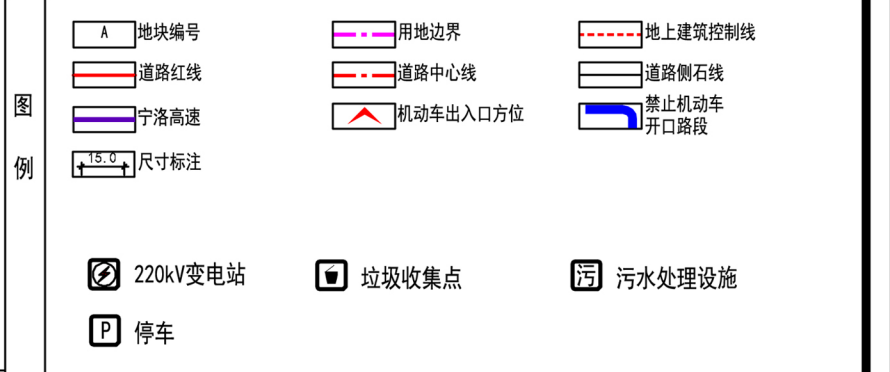 图例
A 地块编号
用地边界
地上建筑控制线
道路红线
道路中心线
道路侧石线
宁洛高速
机动车出入口方位
禁止机动车
开口路段
15.0 尺寸标注
220kV变电站
垃圾收集点
污 污水处理设施
P 停车